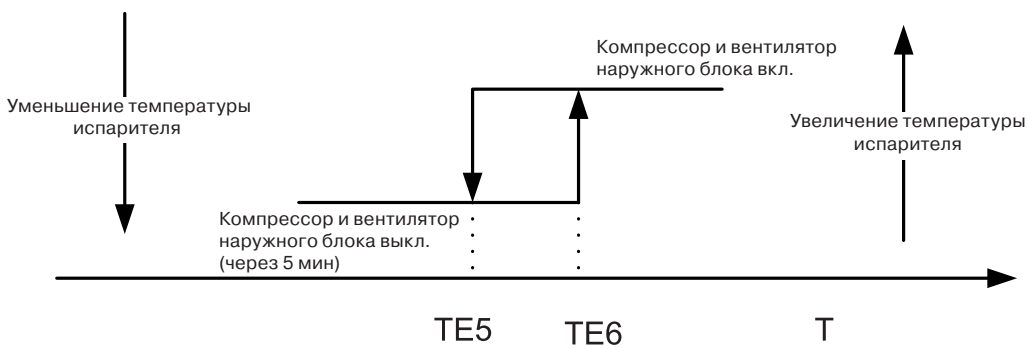 Компрессор и вентилятор
наружного блока вкл.
Уменьшение температуры
испарителя
Увеличение температуры
испарителя
Компрессор и вентилятор
наружного блока выкл.
(через 5 мин)
TE5
TE6
T